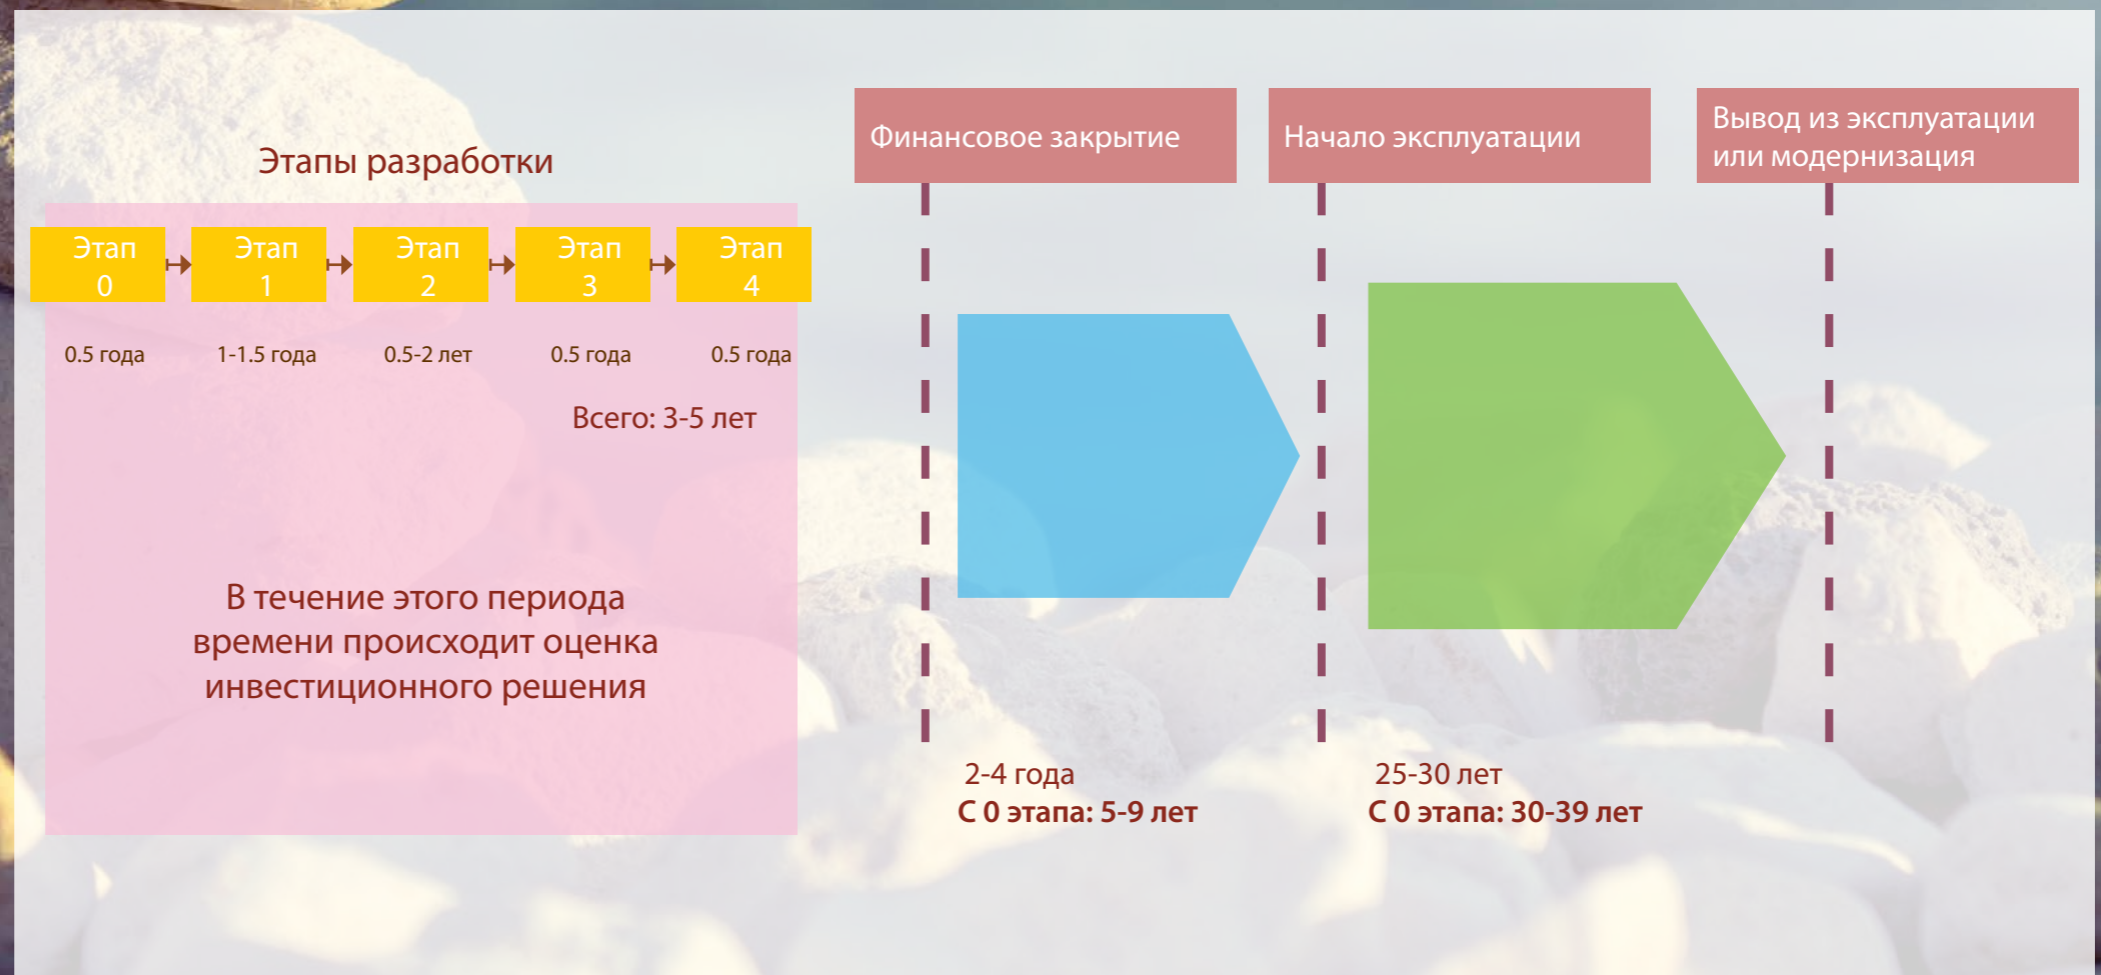 Этапы разработки
Этап
0
Этап
1
Этап
2
Этап
3
Этап
4
0.5 года
1-1.5 года
0.5-2 лет
0.5 года
0.5 года
Всего: 3-5 лет
В течение этого периода
времени происходит оценка
инвестиционного решения
Финансовое закрытие
Начало эксплуатации
Вывод из эксплуатации
или модернизация
2-4 года
С 0 этапа: 5-9 лет
25-30 лет
С 0 этапа: 30-39 лет